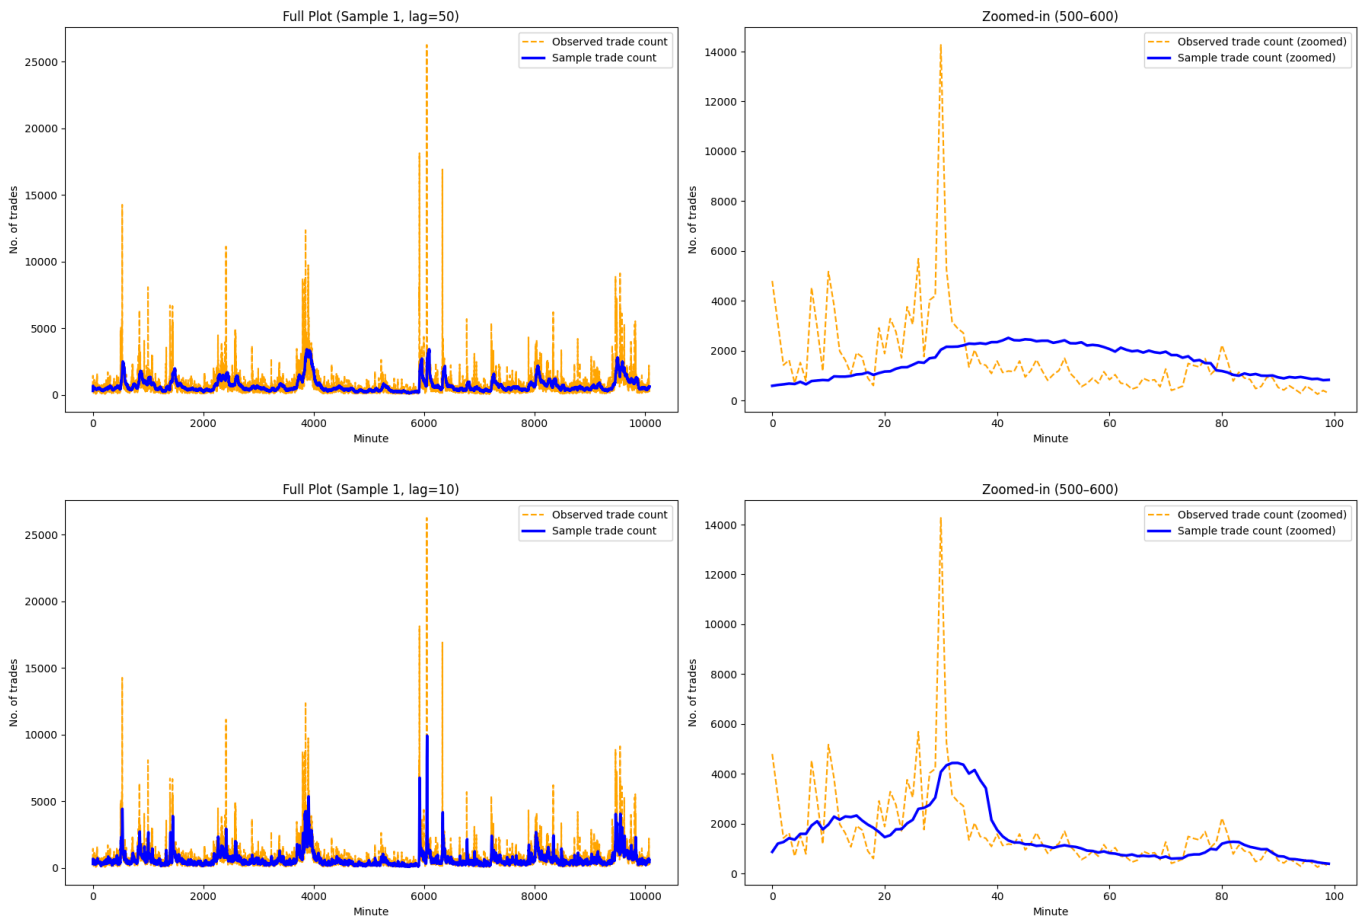 Full Plot (Sample 1, lag=50)
No. of trades
25000
20000
15000
10000
5000
0
0 2000 4000 6000 8000 10000
Minute
Observed trade count
Sample trade count
Zoomed-in (500–600)
No. of trades
14000
12000
10000
8000
6000
4000
2000
0
0 20 40 60 80 100
Minute
Observed trade count (zoomed)
Sample trade count (zoomed)
Full Plot (Sample 1, lag=10)
No. of trades
25000
20000
15000
10000
5000
0
0 2000 4000 6000 8000 10000
Minute
Observed trade count
Sample trade count
Zoomed-in (500–600)
No. of trades
14000
12000
10000
8000
6000
4000
2000
0
0 20 40 60 80 100
Minute
Observed trade count (zoomed)
Sample trade count (zoomed)